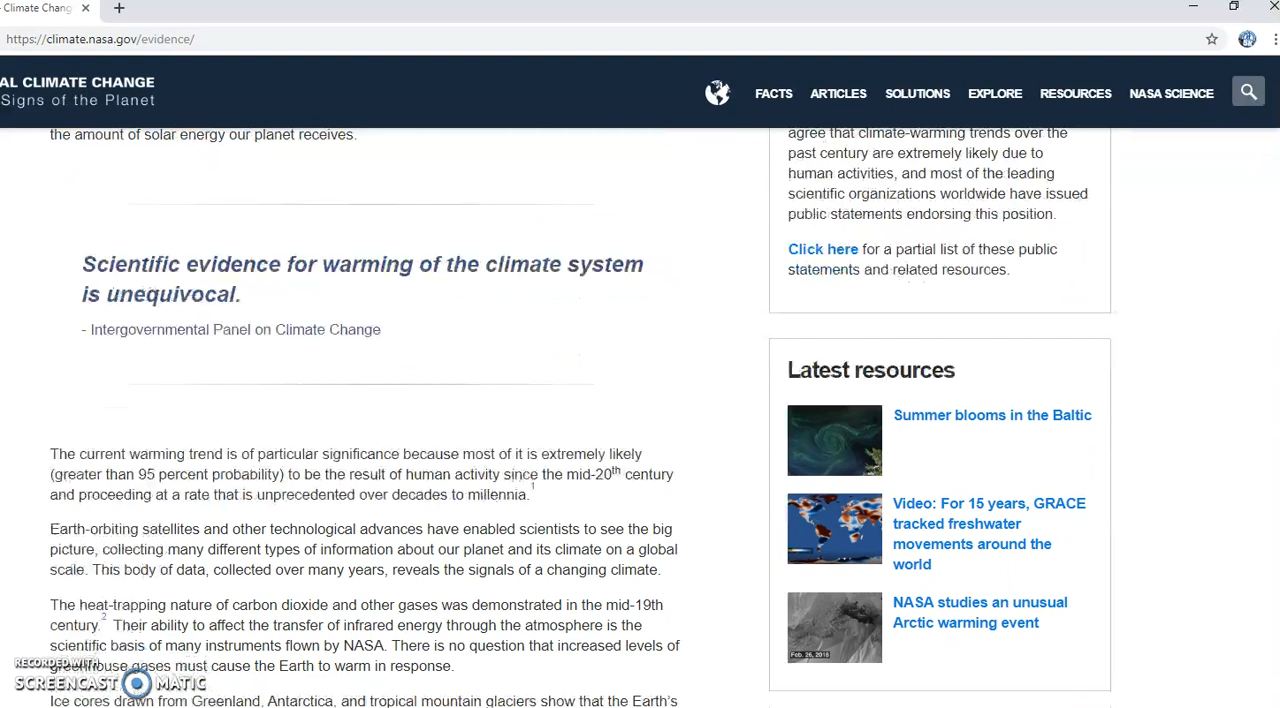 - Climate Chang
https://climate.nasa.gov/evidence/
AL CLIMATE CHANGE
Signs of the Planet
FACTS ARTICLES SOLUTIONS EXPLORE RESOURCES NASA SCIENCE
the amount of solar energy our planet receives.
Scientific evidence for warming of the climate system
is unequivocal.
- Intergovernmental Panel on Climate Change
The current warming trend is of particular significance because most of it is extremely likely
(greater than 95 percent probability) to be the result of human activity since the mid-20th century
and proceeding at a rate that is unprecedented over decades to millennia.1
Earth-orbiting satellites and other technological advances have enabled scientists to see the big
picture, collecting many different types of information about our planet and its climate on a global
scale. This body of data, collected over many years, reveals the signals of a changing climate.
The heat-trapping nature of carbon dioxide and other gases was demonstrated in the mid-19th
century.2 Their ability to affect the transfer of infrared energy through the atmosphere is the
scientific basis of many instruments flown by NASA. There is no question that increased levels of
greenhouse gases must cause the Earth to warm in response.
Ice cores drawn from Greenland, Antarctica, and tropical mountain glaciers show that the Earth's
agree that climate-warming trends over the
past century are extremely likely due to
human activities, and most of the leading
scientific organizations worldwide have issued
public statements endorsing this position.
Click here for a partial list of these public
statements and related resources.
Latest resources
Summer blooms in the Baltic
Video: For 15 years, GRACE
tracked freshwater
movements around the
world
NASA studies an unusual
Arctic warming event
Feb. 26, 2018
RECORDED WITH
SCREENCAST MATIC